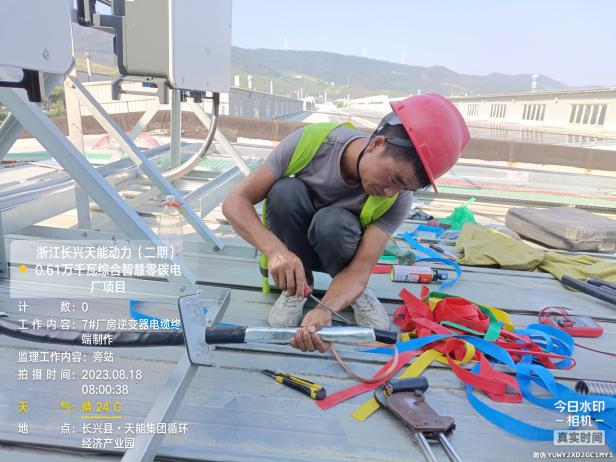 浙江长兴天能动力（二期）
0.61万千瓦综合智慧零碳电
厂项目
计 数：0
工作内容：7#厂房逆变器电缆终
端制作
监理工作内容：旁站
拍摄时间：2023.08.18
08:00:38
天 气：晴 24℃
地 点：长兴县·天能集团循环
经济产业园
今日水印
-相机-
真实时间
防伪 YUWY2XD2GC1MY3